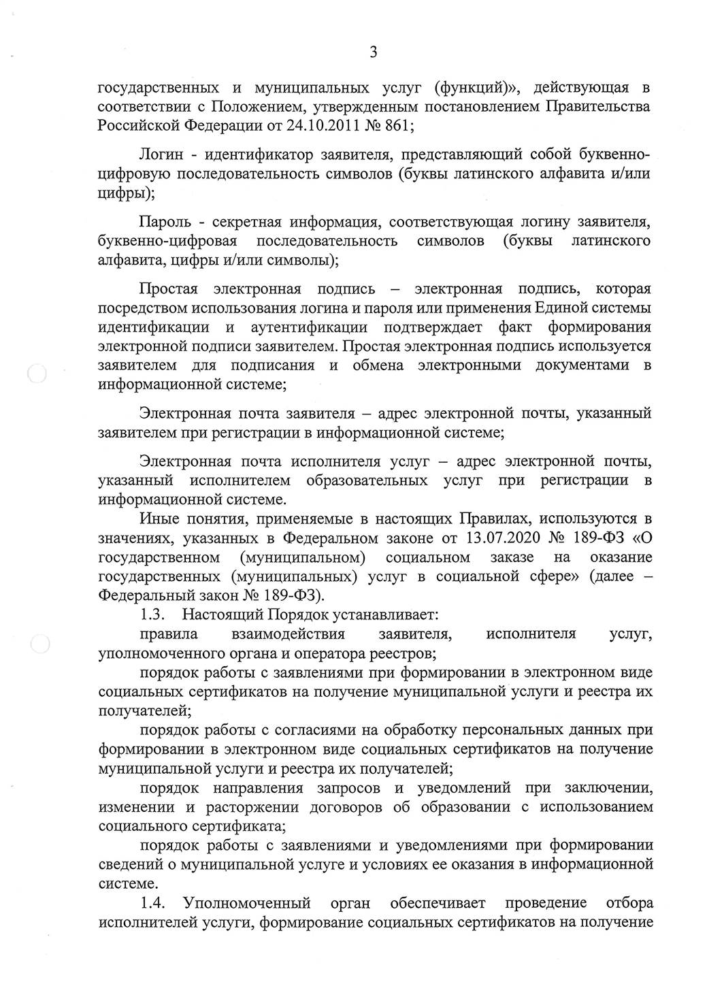 3
государственных и муниципальных услуг (функций)», действующая в
соответствии с Положением, утвержденным постановлением Правительства
Российской Федерации от 24.10.2011 № 861;
Логин - идентификатор заявителя, представляющий собой буквенно-
цифровую последовательность символов (буквы латинского алфавита и/или
цифры);
Пароль - секретная информация, соответствующая логину заявителя,
буквенно-цифровая последовательность символов (буквы латинского
алфавита, цифры и/или символы);
Простая электронная подпись – электронная подпись, которая
посредством использования логина и пароля или применения Единой системы
идентификации и аутентификации подтверждает факт формирования
электронной подписи заявителем. Простая электронная подпись используется
заявителем для подписания и обмена электронными документами в
информационной системе;
Электронная почта заявителя – адрес электронной почты, указанный
заявителем при регистрации в информационной системе;
Электронная почта исполнителя услуг – адрес электронной почты,
указанный исполнителем образовательных услуг при регистрации в
информационной системе.
Иные понятия, применяемые в настоящих Правилах, используются в
значениях, указанных в Федеральном законе от 13.07.2020 № 189-ФЗ «О
государственном (муниципальном) социальном заказе на оказание
государственных (муниципальных) услуг в социальной сфере» (далее –
Федеральный закон № 189-ФЗ).
1.3. Настоящий Порядок устанавливает:
правила взаимодействия заявителя, исполнителя услуг,
уполномоченного органа и оператора реестров;
порядок работы с заявлениями при формировании в электронном виде
социальных сертификатов на получение муниципальной услуги и реестра их
получателей;
порядок работы с согласиями на обработку персональных данных при
формировании в электронном виде социальных сертификатов на получение
муниципальной услуги и реестра их получателей;
порядок направления запросов и уведомлений при заключении,
изменении и расторжении договоров об образовании с использованием
социального сертификата;
порядок работы с заявлениями и уведомлениями при формировании
сведений о муниципальной услуге и условиях ее оказания в информационной
системе.
1.4. Уполномоченный орган обеспечивает проведение отбора
исполнителей услуги, формирование социальных сертификатов на получение